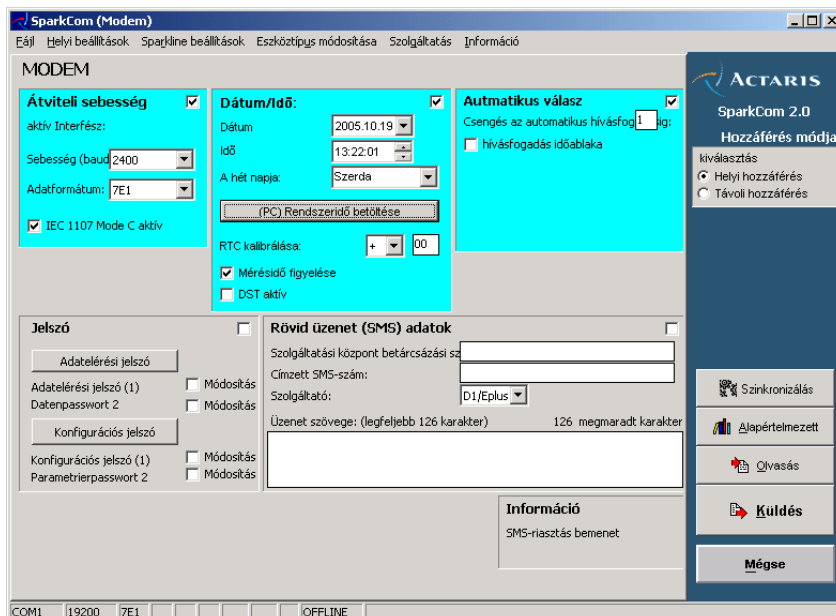 SparkCom (Modem)
Fájl Helyi beállítások Sparkline beállítások Eszköztípus módosítása Szolgáltatás Információ
MODEM
Átviteli sebesség
aktív Interfész:
Sebesség (baud 2400
Adatformátum: 7E1
IEC 1107 Mode C aktív
Dátum/Idő:
Dátum 2005.10.19
Idő 13:22:01
A hét napja: Szerda
(PC) Rendszeridő betöltése
RTC kalibrálása: + 00
Mérésidő figyelése
DST aktív
Autmatikus válasz
Csengés az automatikus hívásfog 1 ig:
hívásfogadás időablaka
Jelszó
Adatelérési jelszó
Adatelérési jelszó (1) Módosítás
Datenpasswort 2 Módosítás
Konfigurációs jelszó
Konfigurációs jelszó (1) Módosítás
Parametrierpasswort 2 Módosítás
Rövid üzenet (SMS) adatok
Szolgáltatási központ betárcsázási sz
Címzett SMS-szám:
Szolgáltató: D1/Eplus
Üzenet szövege: (legfeljebb 126 karakter) 126 megmaradt karakter
Információ
SMS-riasztás bemenet
ACTARIS
SparkCom 2.0
Hozzáférés módja
kiválasztás
Helyi hozzáférés
Távoli hozzáférés
Szinkronizálás
Alapértelmezett
Olvasás
Küldés
Mégse
COM1 19200 7E1 OFFLINE